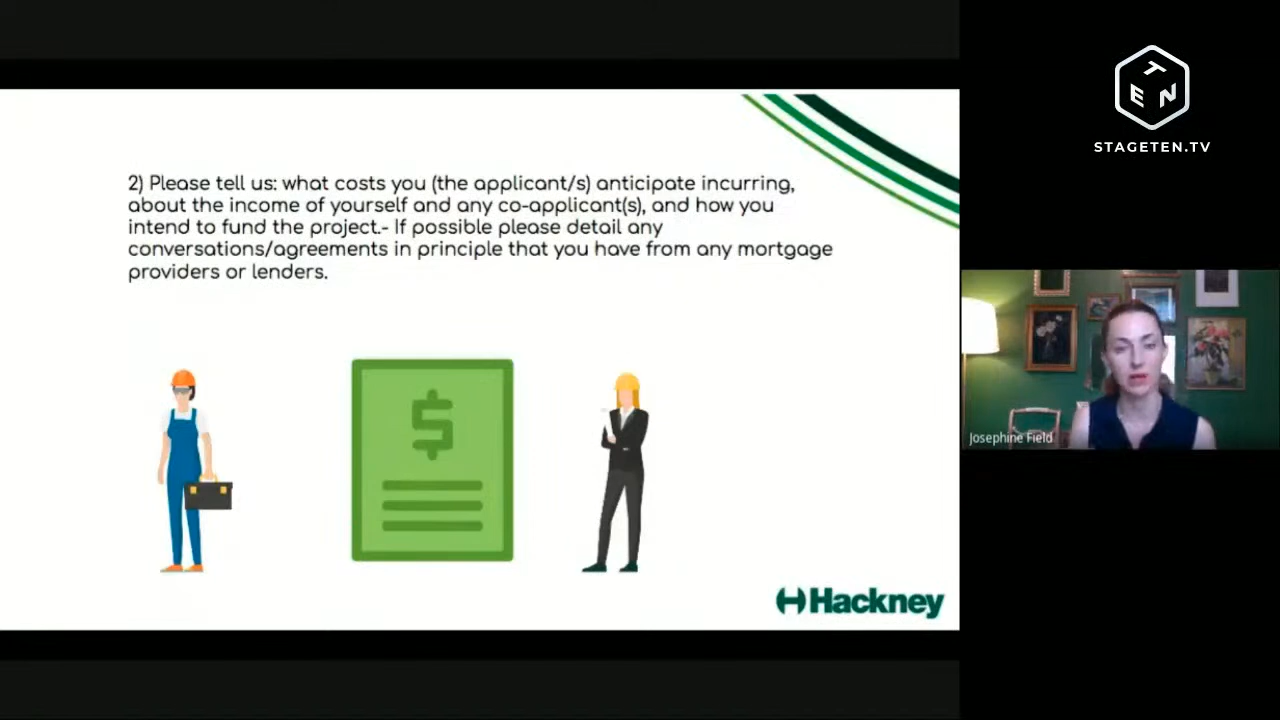 2) Please tell us: what costs you (the applicant/s) anticipate incurring,
about the income of yourself and any co-applicant(s), and how you
intend to fund the project.- If possible please detail any
conversations/agreements in principle that you have from any mortgage
providers or lenders.
$
Hackney
TEN
STAGETEN.TV
Josephine Field